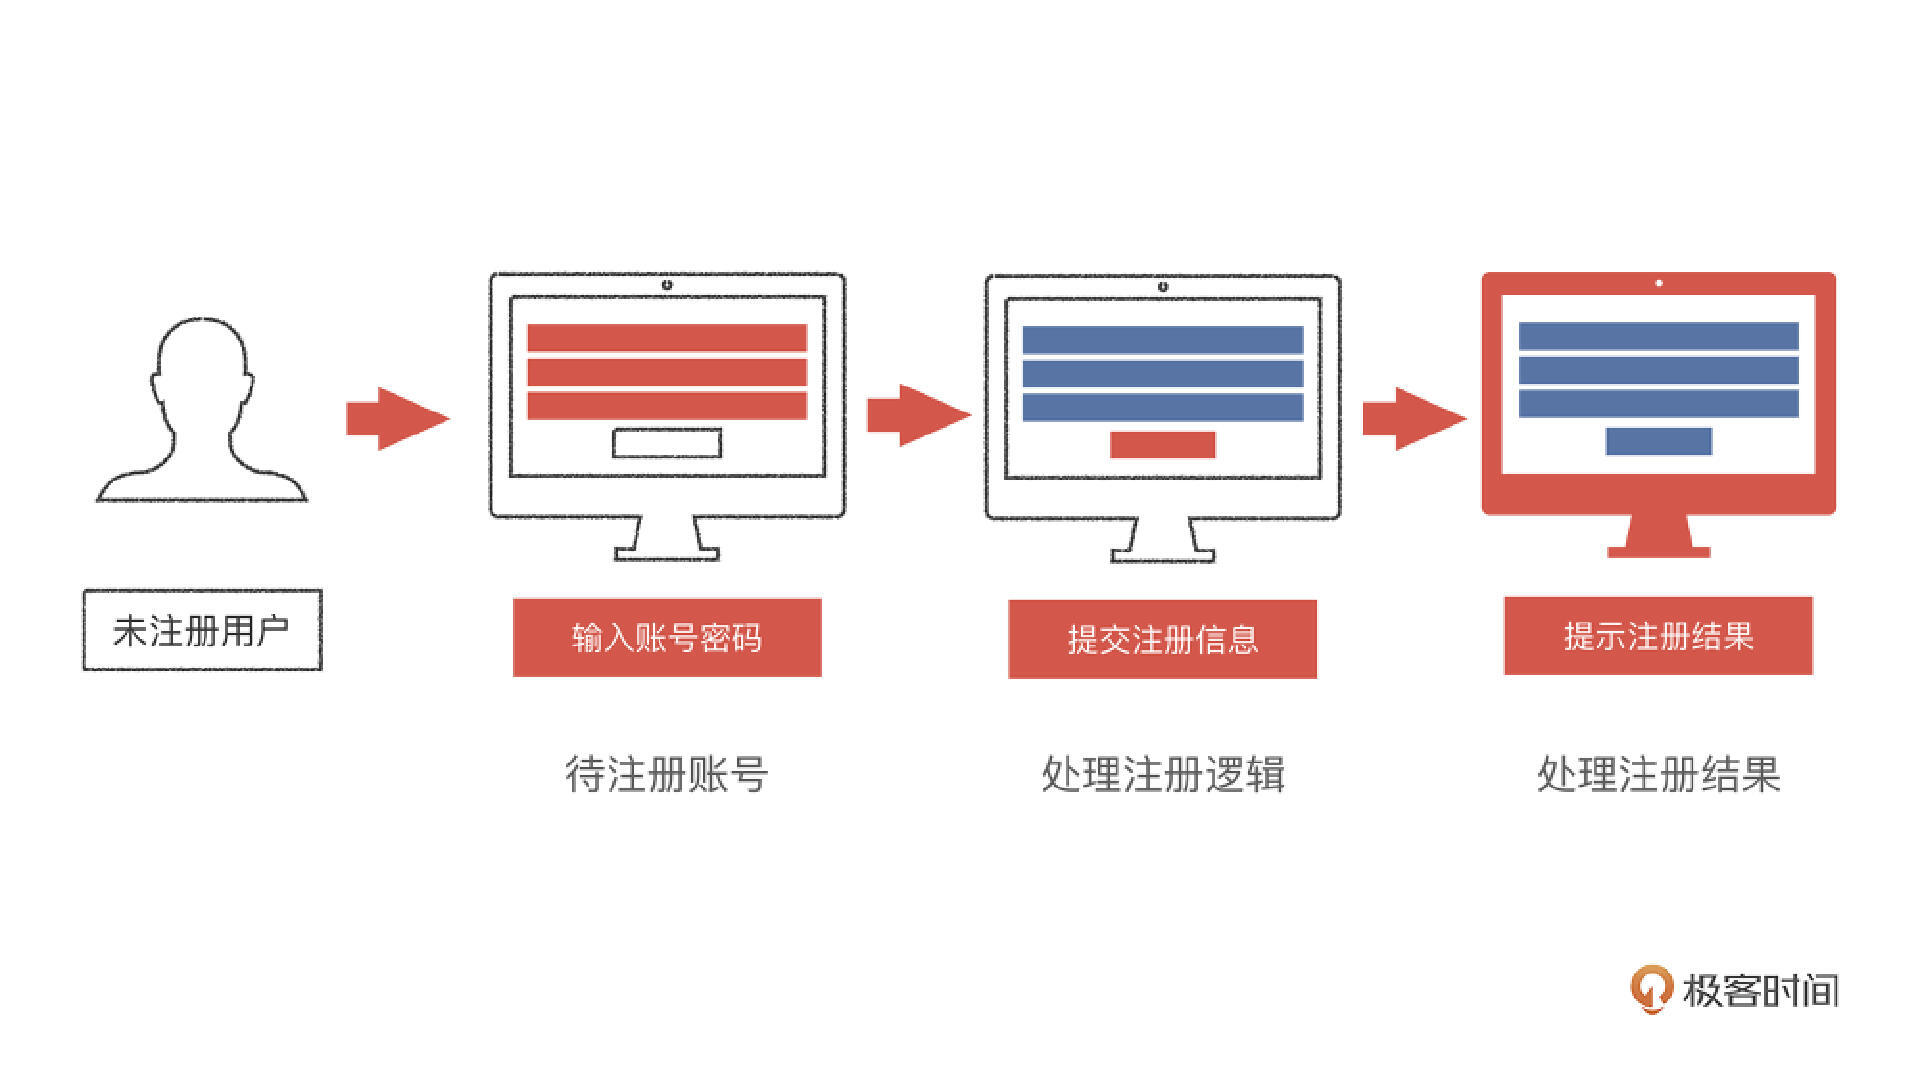 未注册用户
输入账号密码
提交注册信息
提示注册结果
待注册账号
处理注册逻辑
处理注册结果
极客时间